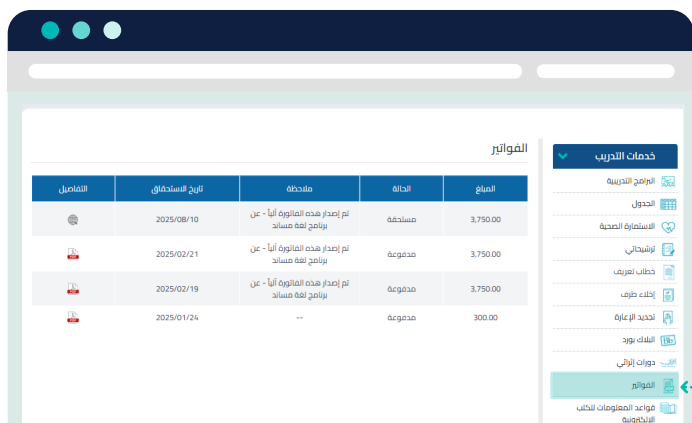 الفواتير
المبلغ الحالة ملاحظة تاريخ الاستحقاق التفاصيل
3,750.00 مستحقة تم إصدار هذه الفاتورة آلياً - عن 2025/08/10
برنامج لغة مساند
3,750.00 مدفوعة تم إصدار هذه الفاتورة آلياً - عن 2025/02/21 PDF
برنامج لغة مساند
3,750.00 مدفوعة تم إصدار هذه الفاتورة آلياً - عن 2025/02/19 PDF
برنامج لغة مساند
300.00 مدفوعة -- 2025/01/24 PDF
خدمات التدريب
البرامج التدريبية
الجدول
الاستمارة الصحية
ترشيحاتي
خطاب تعريف
إخلاء طرف
تجديد الإعارة
البلاك بورد
دورات إثرائي
الفواتير
قواعد المعلومات للكتب
الالكترونية